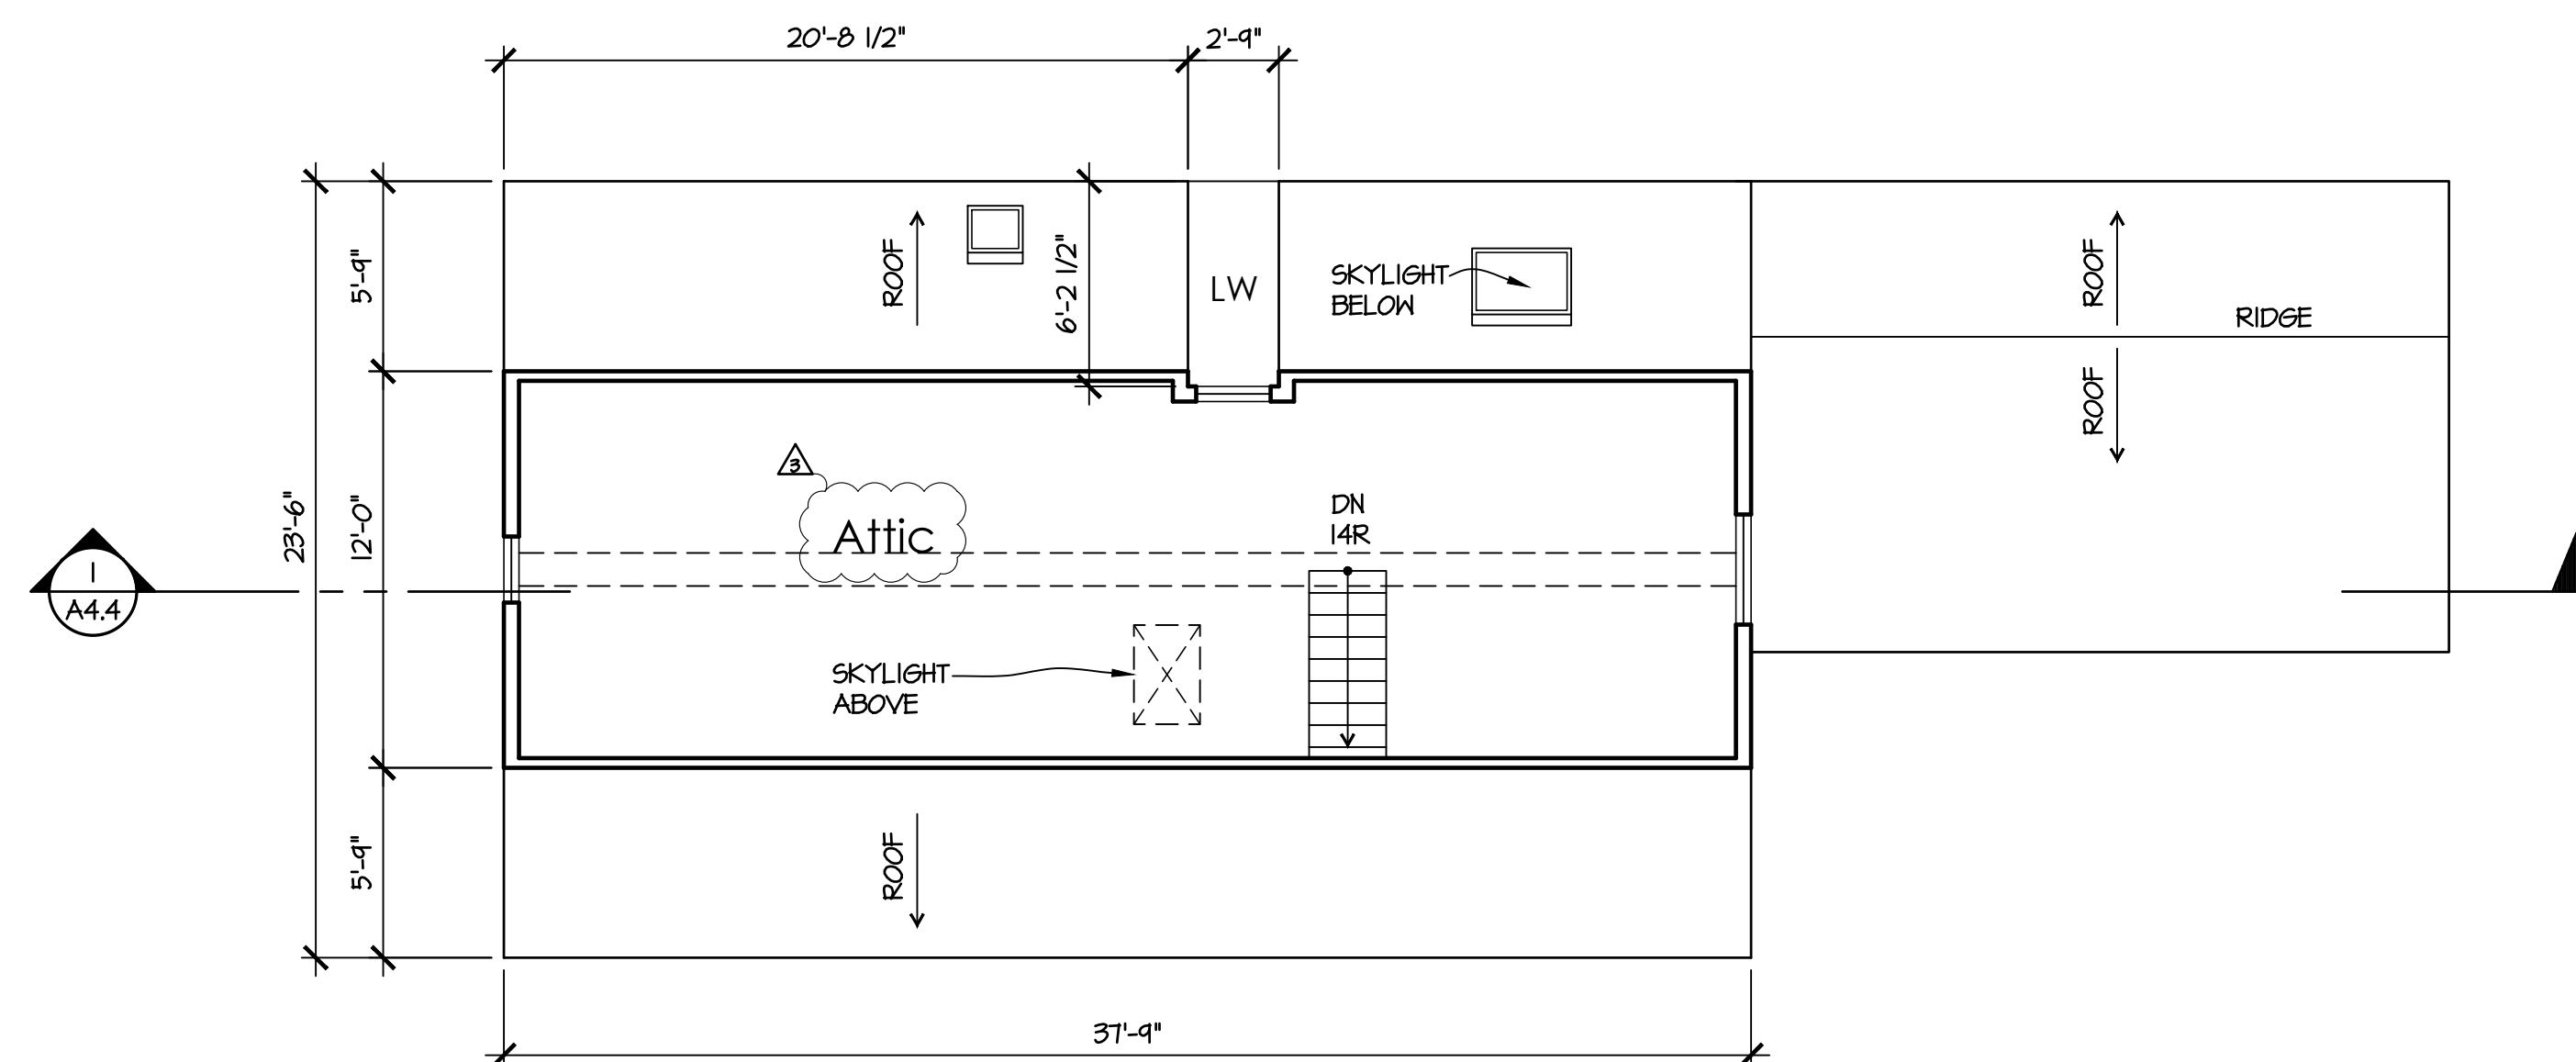 20'-8 1/2"
2'-9"
5'-9"
ROOF
6'-2 1/2"
LW
SKYLIGHT
BELOW
ROOF
RIDGE
ROOF
3
Attic
DN
14R
23'-6"
12'-0"
1
A4.4
SKYLIGHT
ABOVE
5'-9"
ROOF
37'-9"